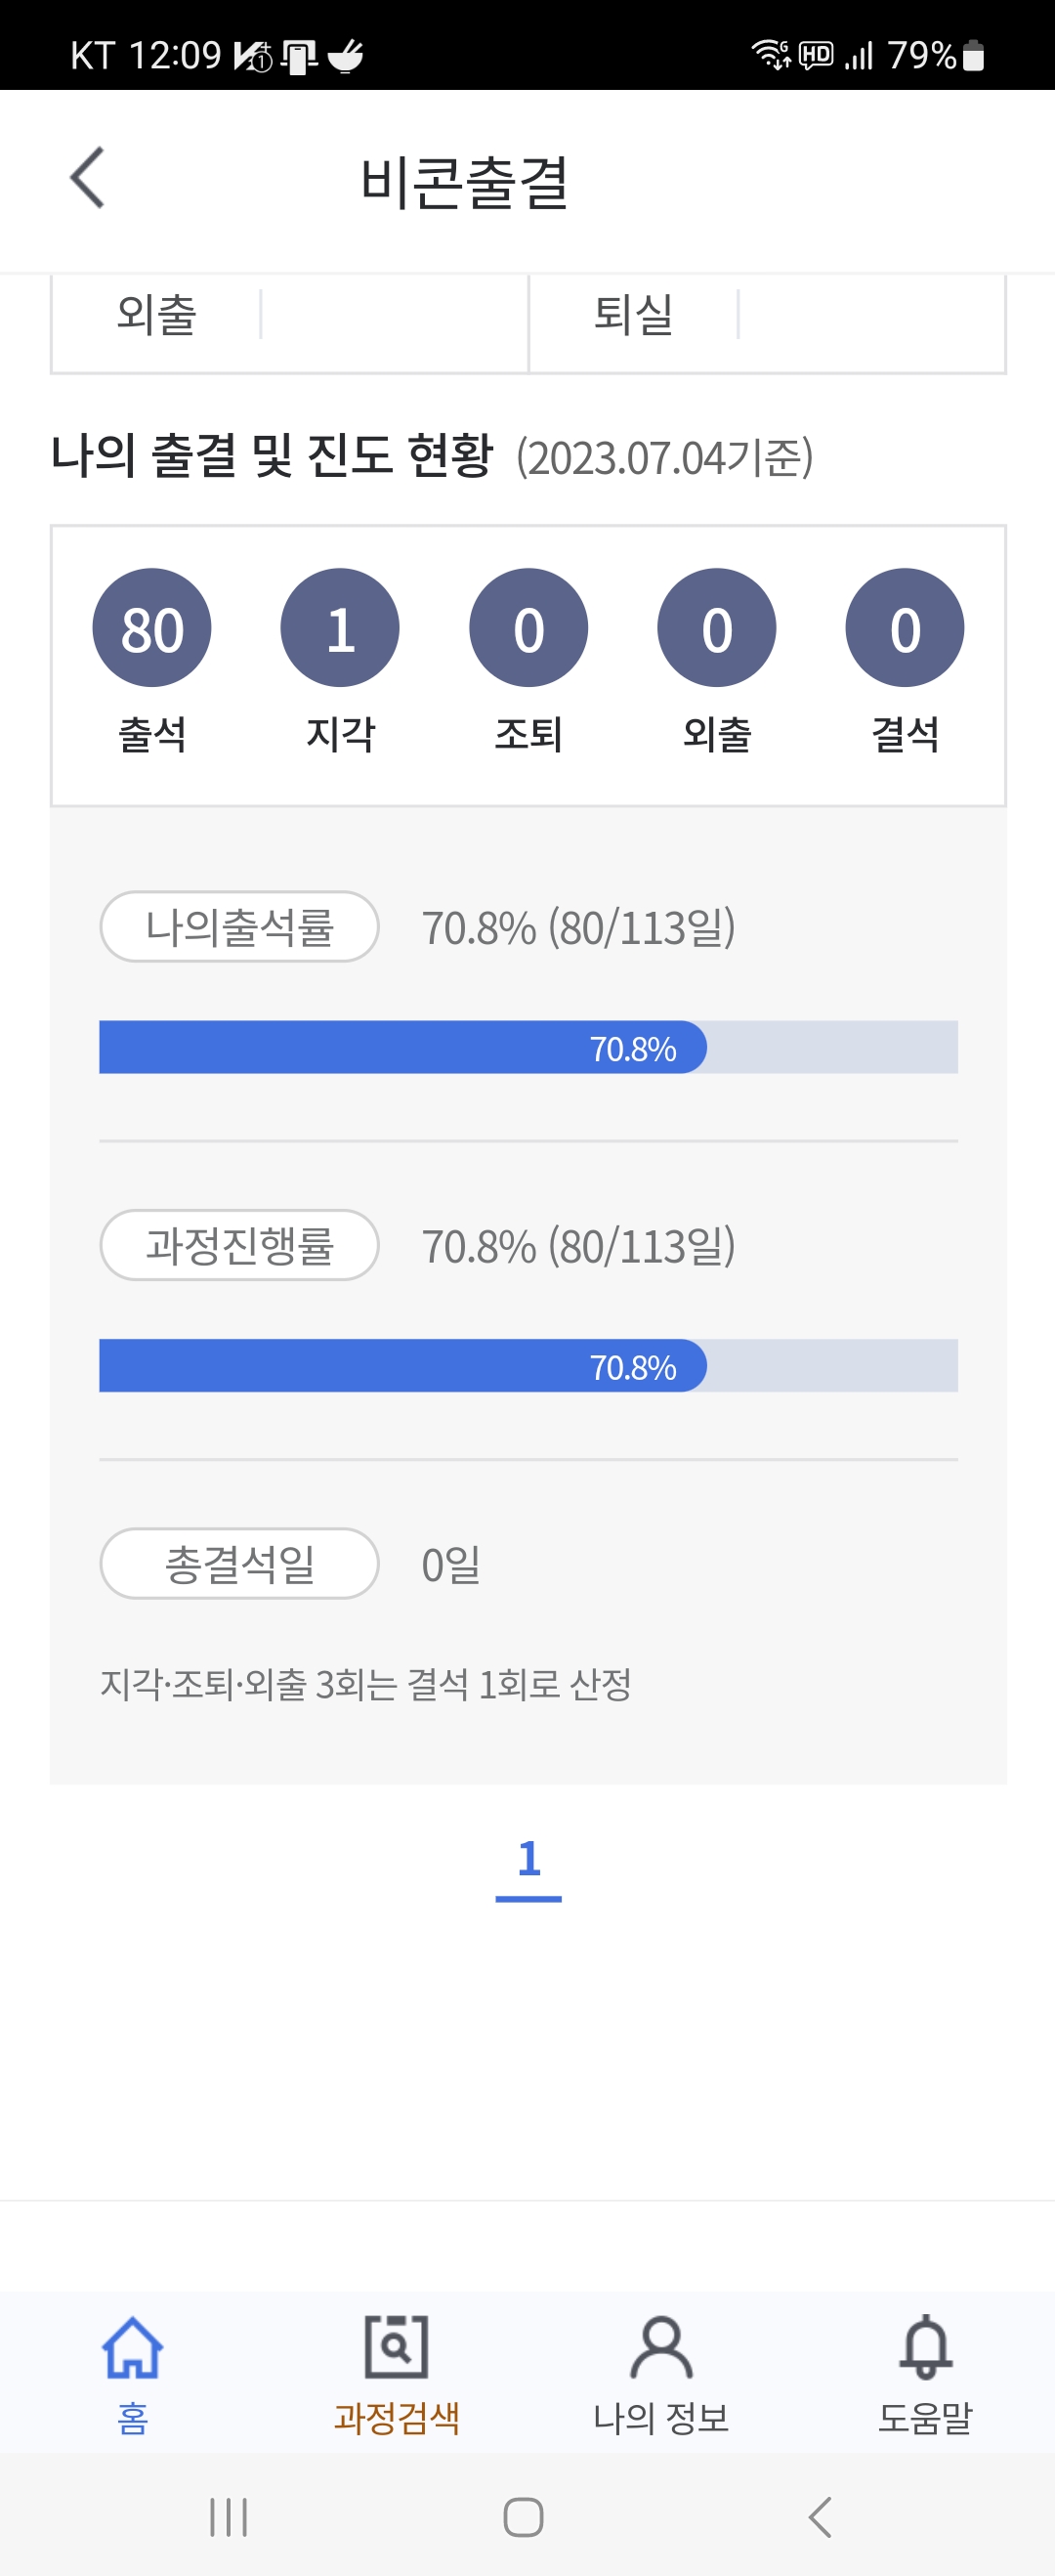 KT 12:09
HD 79%
비콘출결
외출 퇴실
나의 출결 및 진도 현황 (2023.07.04기준)
80 1 0 0 0
출석 지각 조퇴 외출 결석
나의출석률 70.8% (80/113일)
70.8%
과정진행률 70.8% (80/113일)
70.8%
총결석일 0일
지각·조퇴·외출 3회는 결석 1회로 산정
1
홈 과정검색 나의 정보 도움말